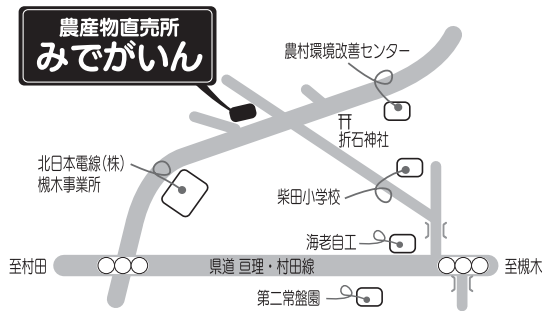 農産物直売所
みでがいん
農村環境改善センター
折石神社
北日本電線(株)
槻木事業所
柴田小学校
海老自工
至村田
県道 亘理・村田線
至槻木
第二常盤園